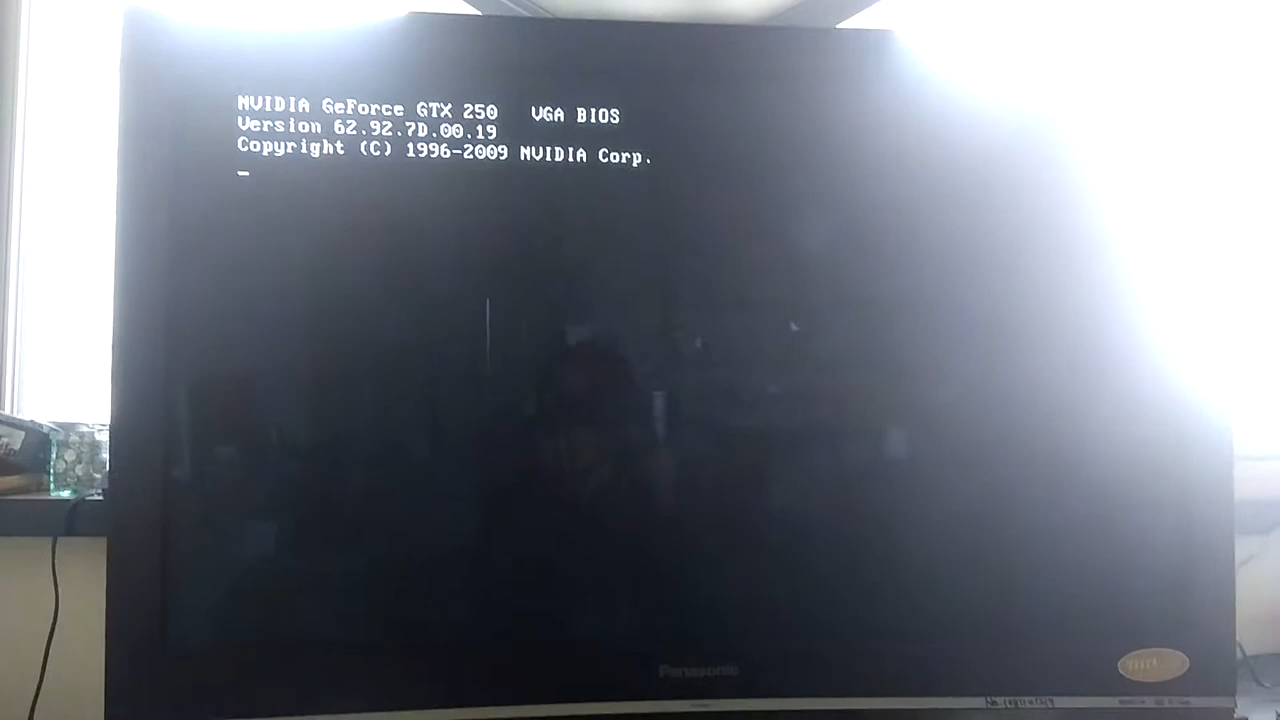 NVIDIA GeForce GTX 250   VGA BIOS
Version 62.92.7D.00.19
Copyright (C) 1996-2009 NVIDIA Corp.
Panasonic